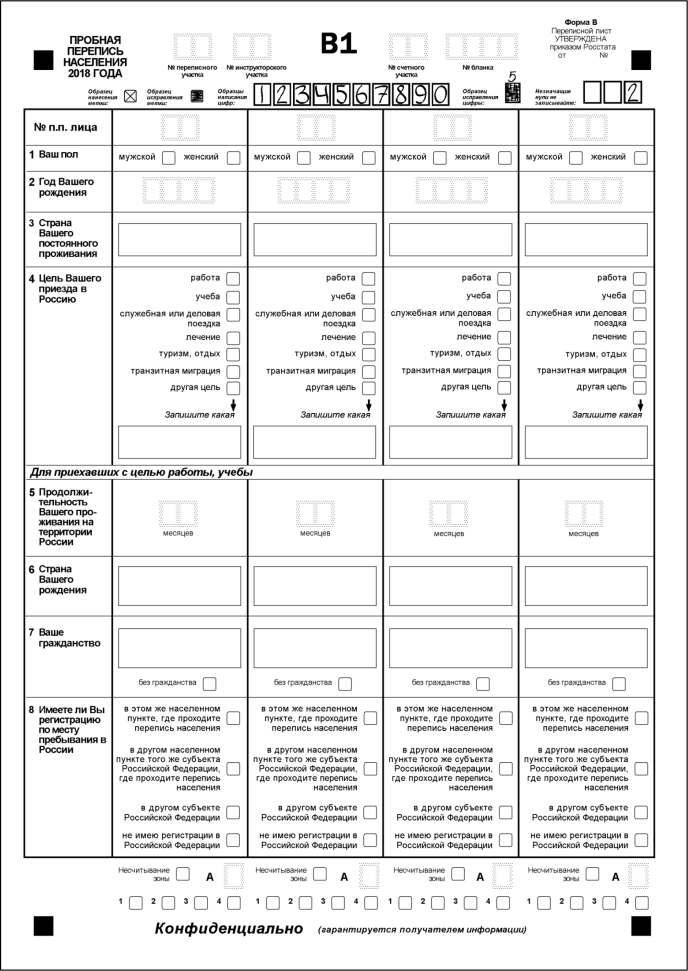 ПРОБНАЯ
ПЕРЕПИСЬ
НАСЕЛЕНИЯ
2018 ГОДА
№ переписного
участка
№ инструкторского
участка
В1
№ счетного
участка
№ бланка
Форма В
Переписной лист
УТВЕРЖДЕНА
приказом Росстата
от №
Образец
нанесения
метки:
Образец
исправления
метки:
Образцы
написания
цифр:
1 2 3 4 5 6 7 8 9 0
Образец
исправления
цифры:
5
Незначащие
нули не
записывайте:
2
№ п.п. лица
1 Ваш пол
мужской женский мужской женский мужской женский мужской женский
2 Год Вашего
рождения
3 Страна
Вашего
постоянного
проживания
4 Цель Вашего
приезда в
Россию
работа работа работа работа
учеба учеба учеба учеба
служебная или деловая служебная или деловая служебная или деловая служебная или деловая
поездка поездка поездка поездка
лечение лечение лечение лечение
туризм, отдых туризм, отдых туризм, отдых туризм, отдых
транзитная миграция транзитная миграция транзитная миграция транзитная миграция
другая цель другая цель другая цель другая цель
Запишите какая Запишите какая Запишите какая Запишите какая
Для приехавших с целью работы, учебы
5 Продолжи-
тельность
Вашего про-
живания на
территории
России
месяцев месяцев месяцев месяцев
6 Страна
Вашего
рождения
7 Ваше
гражданство
без гражданства без гражданства без гражданства без гражданства
8 Имеете ли Вы
регистрацию
по месту
пребывания в
России
в этом же населенном в этом же населенном в этом же населенном в этом же населенном
пункте, где проходите пункте, где проходите пункте, где проходите пункте, где проходите
перепись населения перепись населения перепись населения перепись населения
в другом населенном в другом населенном в другом населенном в другом населенном
пункте того же субъекта пункте того же субъекта пункте того же субъекта пункте того же субъекта
Российской Федерации, Российской Федерации, Российской Федерации, Российской Федерации,
где проходите перепись где проходите перепись где проходите перепись где проходите перепись
населения населения населения населения
в другом субъекте в другом субъекте в другом субъекте в другом субъекте
Российской Федерации Российской Федерации Российской Федерации Российской Федерации
не имею регистрации в не имею регистрации в не имею регистрации в не имею регистрации в
Российской Федерации Российской Федерации Российской Федерации Российской Федерации
Несчитывание Несчитывание Несчитывание Несчитывание
зоны А зоны А зоны А зоны А
1 2 3 4 1 2 3 4 1 2 3 4 1 2 3 4
Конфиденциально (гарантируется получателем информации)